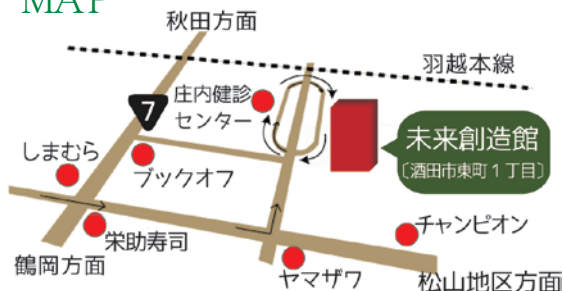 MAP
秋田方面
羽越本線
7
庄内健診
センター
未来創造館
〔酒田市東町1丁目〕
しまむら
ブックオフ
チャンピオン
栄助寿司
鶴岡方面
ヤマザワ
松山地区方面